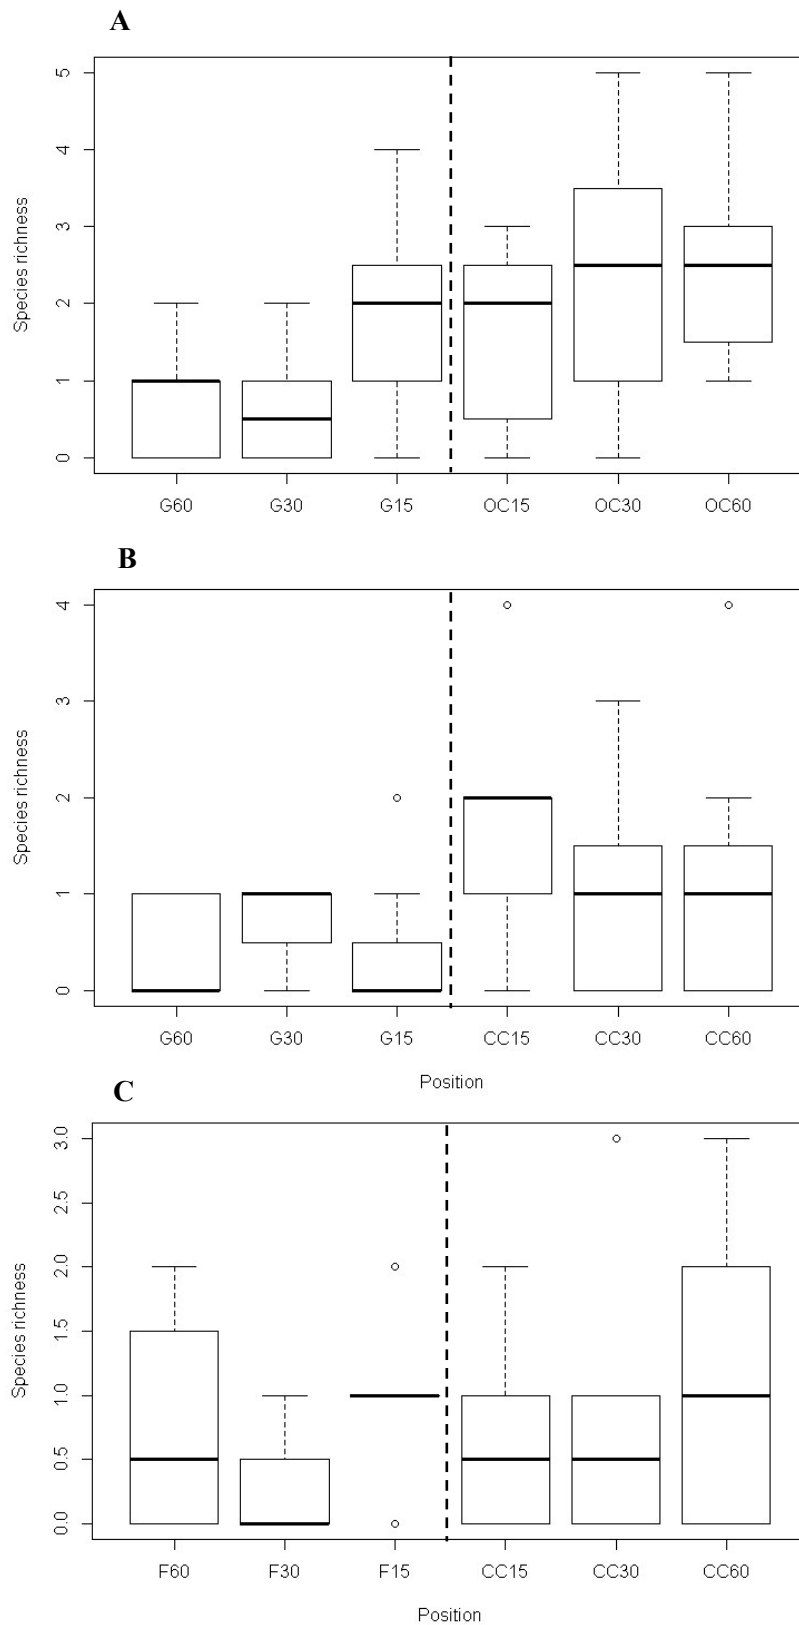 A
Species richness
5
4
3
2
1
0
G60 G30 G15 OC15 OC30 OC60
B
Species richness
4
3
2
1
0
G60 G30 G15 CC15 CC30 CC60
Position
C
Species richness
3.0
2.5
2.0
1.5
1.0
0.5
0.0
F60 F30 F15 CC15 CC30 CC60
Position